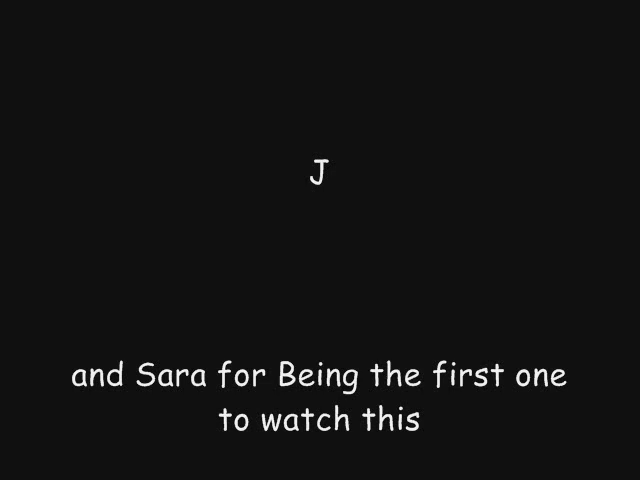 J
and Sara for Being the first one
to watch this